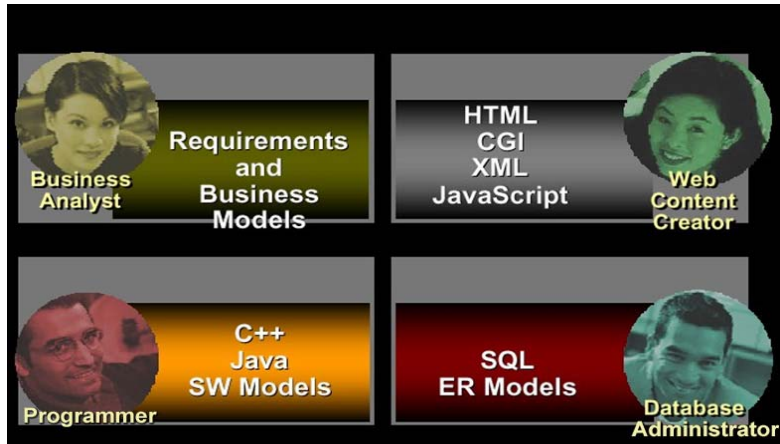 Requirements
and
Business
Models
Business
Analyst
HTML
CGI
XML
JavaScript
Web
Content
Creator
C++
Java
SW Models
Programmer
SQL
ER Models
Database
Administrator